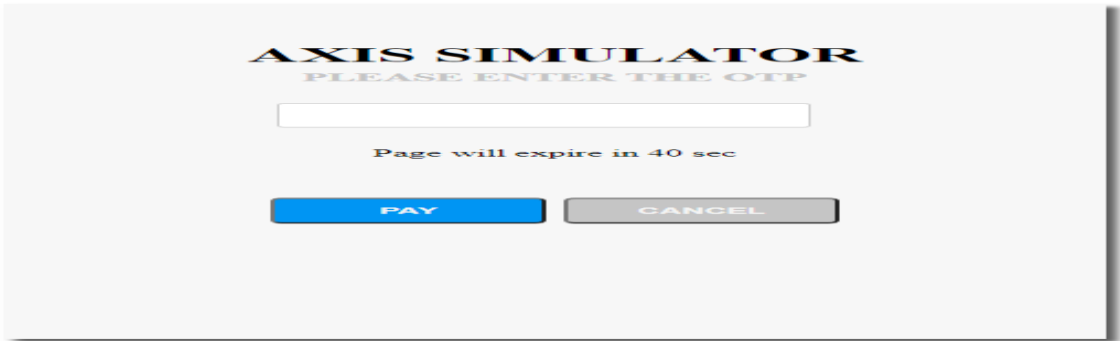 AXIS SIMULATOR
PLEASE ENTER THE OTP
Page will expire in 40 sec
PAY CANCEL